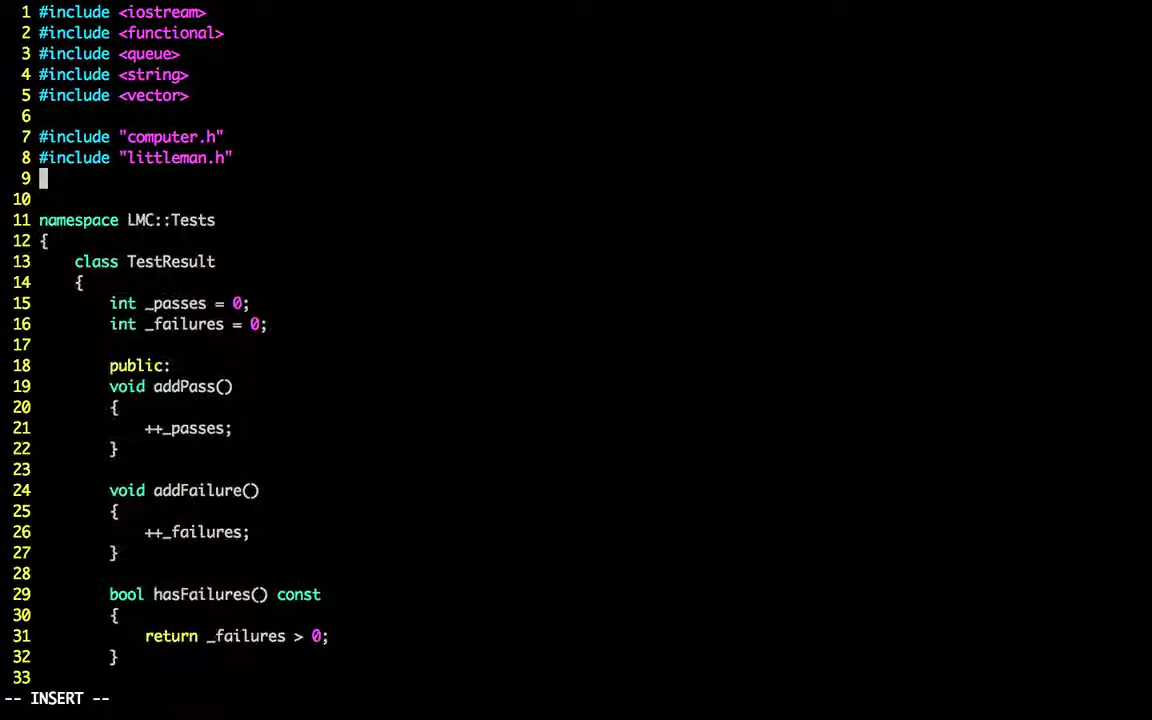 1 #include <iostream>
2 #include <functional>
3 #include <queue>
4 #include <string>
5 #include <vector>
6
7 #include "computer.h"
8 #include "littleman.h"
9
10
11 namespace LMC::Tests
12 {
13     class TestResult
14     {
15         int _passes = 0;
16         int _failures = 0;
17
18         public:
19         void addPass()
20         {
21             ++_passes;
22         }
23
24         void addFailure()
25         {
26             ++_failures;
27         }
28
29         bool hasFailures() const
30         {
31             return _failures > 0;
32         }
33
-- INSERT --